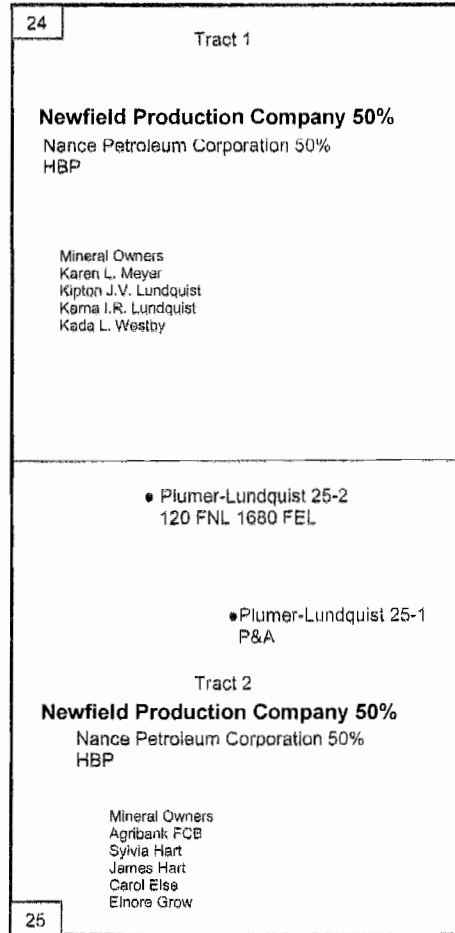 24
Tract 1
Newfield Production Company 50%
Nance Petroleum Corporation 50%
HBP
Mineral Owners
Karen L. Meyer
Kipton J.V. Lundquist
Karna I.R. Lundquist
Kada L. Westby
• Plumer-Lundquist 25-2
120 FNL 1680 FEL
•Plumer-Lundquist 25-1
P&A
Tract 2
Newfield Production Company 50%
Nance Petroleum Corporation 50%
HBP
Mineral Owners
Agribank FCB
Sylvia Hart
James Hart
Carol Else
Elnore Grow
25